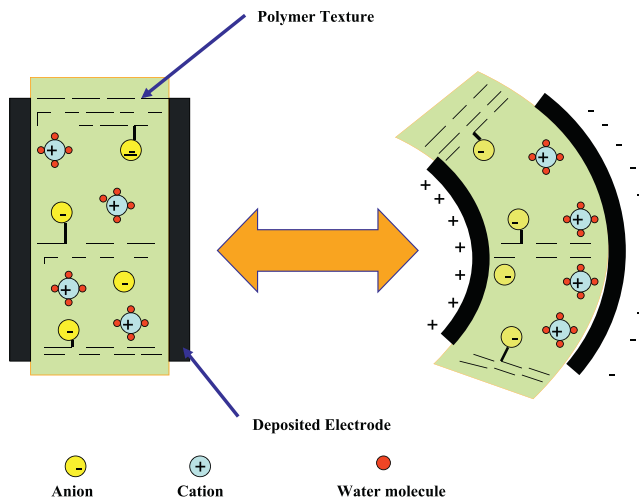 Polymer Texture
Deposited Electrode
Anion
Cation
Water molecule